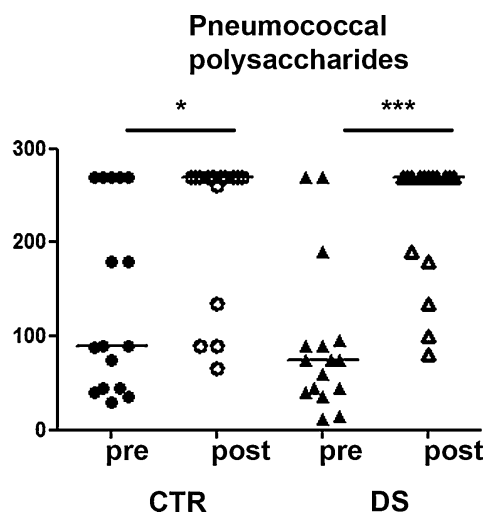 Pneumococcal
polysaccharides
* ***
300
200
100
0
pre post pre post
CTR DS